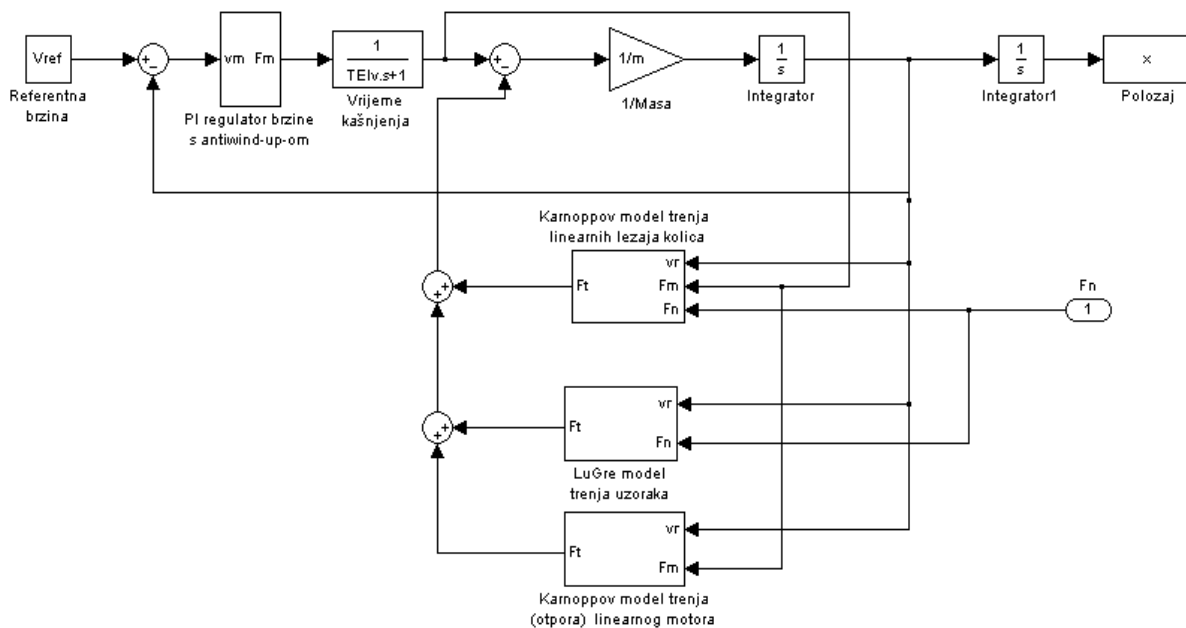 Vref
Referentna
brzina
+
−
vm Fm
PI regulator brzine
s antiwind-up-om
1
TElv.s+1
Vrijeme
kašnjenja
+
−
1/m
1/Masa
1
s
Integrator
1
s
Integrator1
x
Polozaj
Karnoppov model trenja
linearnih lezaja kolica
vr
Ft Fm
Fn
+
+
Fn
1
vr
Ft
Fn
+
+
LuGre model
trenja uzoraka
vr
Ft
Fm
Karnoppov model trenja
(otpora) linearnog motora